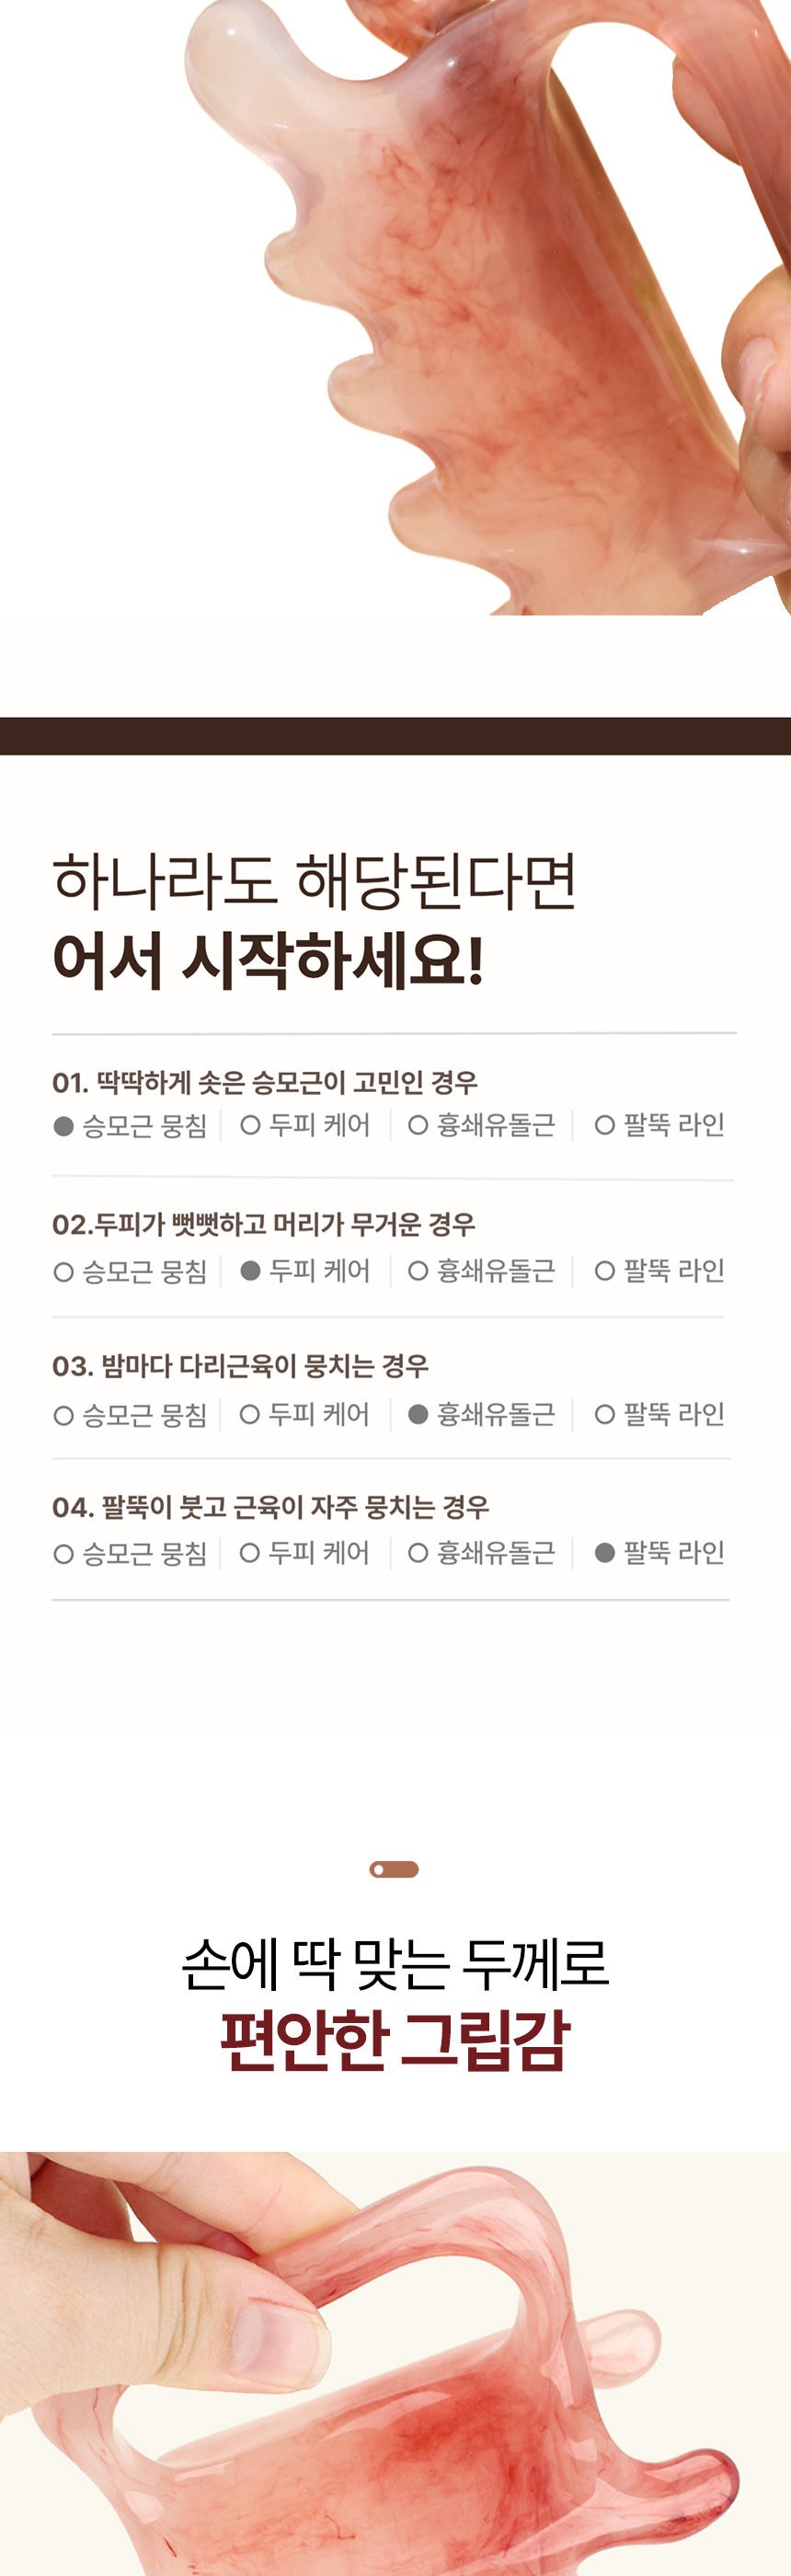 하나라도 해당된다면
어서 시작하세요!
01. 딱딱하게 솟은 승모근이 고민인 경우
● 승모근 뭉침 | ○ 두피 케어 | ○ 흉쇄유돌근 | ○ 팔뚝 라인
02.두피가 뻣뻣하고 머리가 무거운 경우
○ 승모근 뭉침 | ● 두피 케어 | ○ 흉쇄유돌근 | ○ 팔뚝 라인
03. 밤마다 다리근육이 뭉치는 경우
○ 승모근 뭉침 | ○ 두피 케어 | ● 흉쇄유돌근 | ○ 팔뚝 라인
04. 팔뚝이 붓고 근육이 자주 뭉치는 경우
○ 승모근 뭉침 | ○ 두피 케어 | ○ 흉쇄유돌근 | ● 팔뚝 라인
손에 딱 맞는 두께로
편안한 그립감